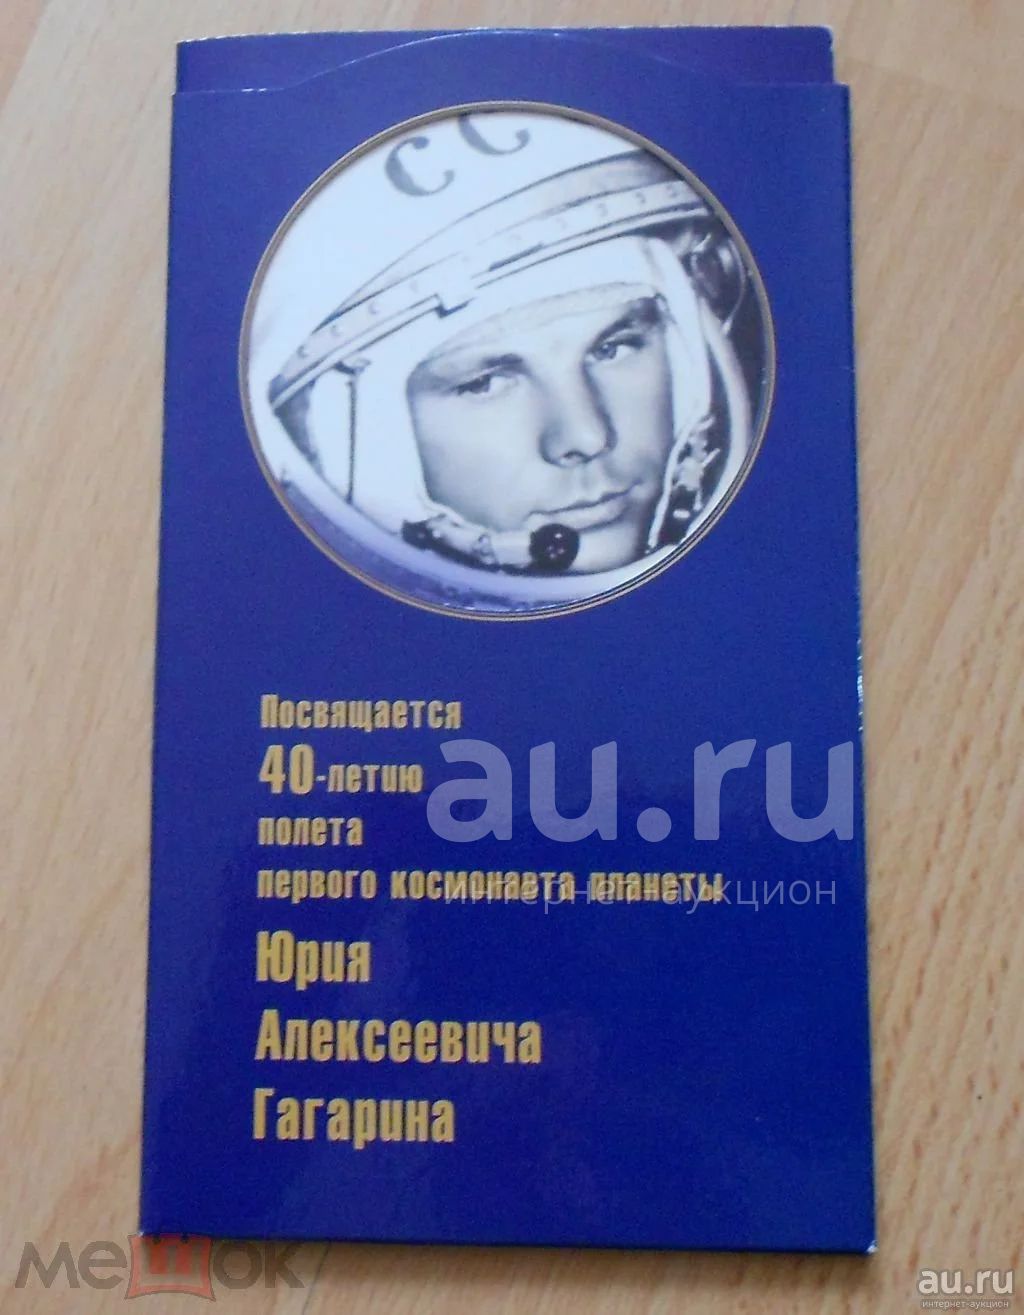 СС
Посвящается
40-летию
полета
первого космонавта планеты
Юрия
Алексеевича
Гагарина
au.ru
интернет-аукцион
мешок
au.ru
интернет-аукцион